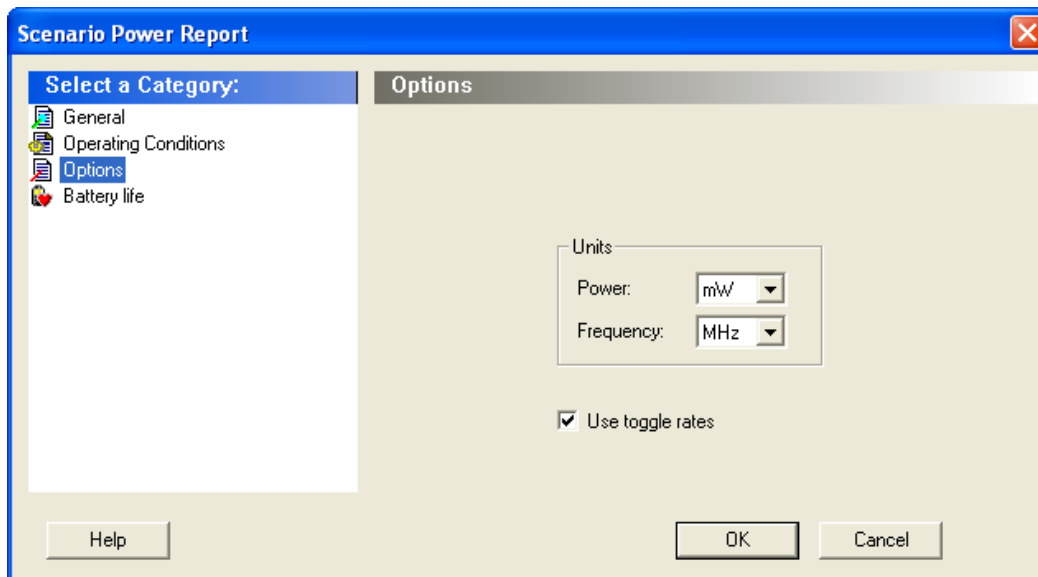 Scenario Power Report
Select a Category:
General
Operating Conditions
Options
Battery life
Options
Units
Power: mW
Frequency: MHz
Use toggle rates
Help
OK
Cancel